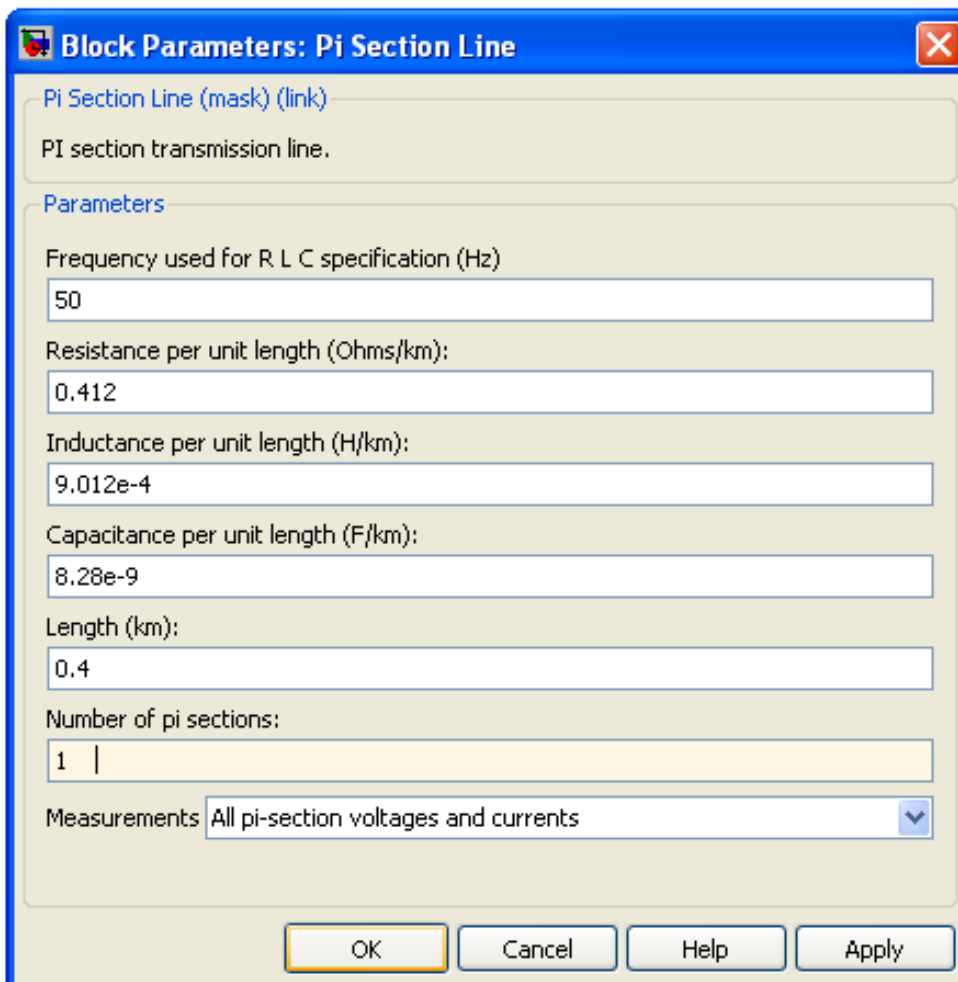 Block Parameters: Pi Section Line
Pi Section Line (mask) (link)
PI section transmission line.
Parameters
Frequency used for R L C specification (Hz)
50
Resistance per unit length (Ohms/km):
0.412
Inductance per unit length (H/km):
9.012e-4
Capacitance per unit length (F/km):
8.28e-9
Length (km):
0.4
Number of pi sections:
1
Measurements All pi-section voltages and currents
OK Cancel Help Apply